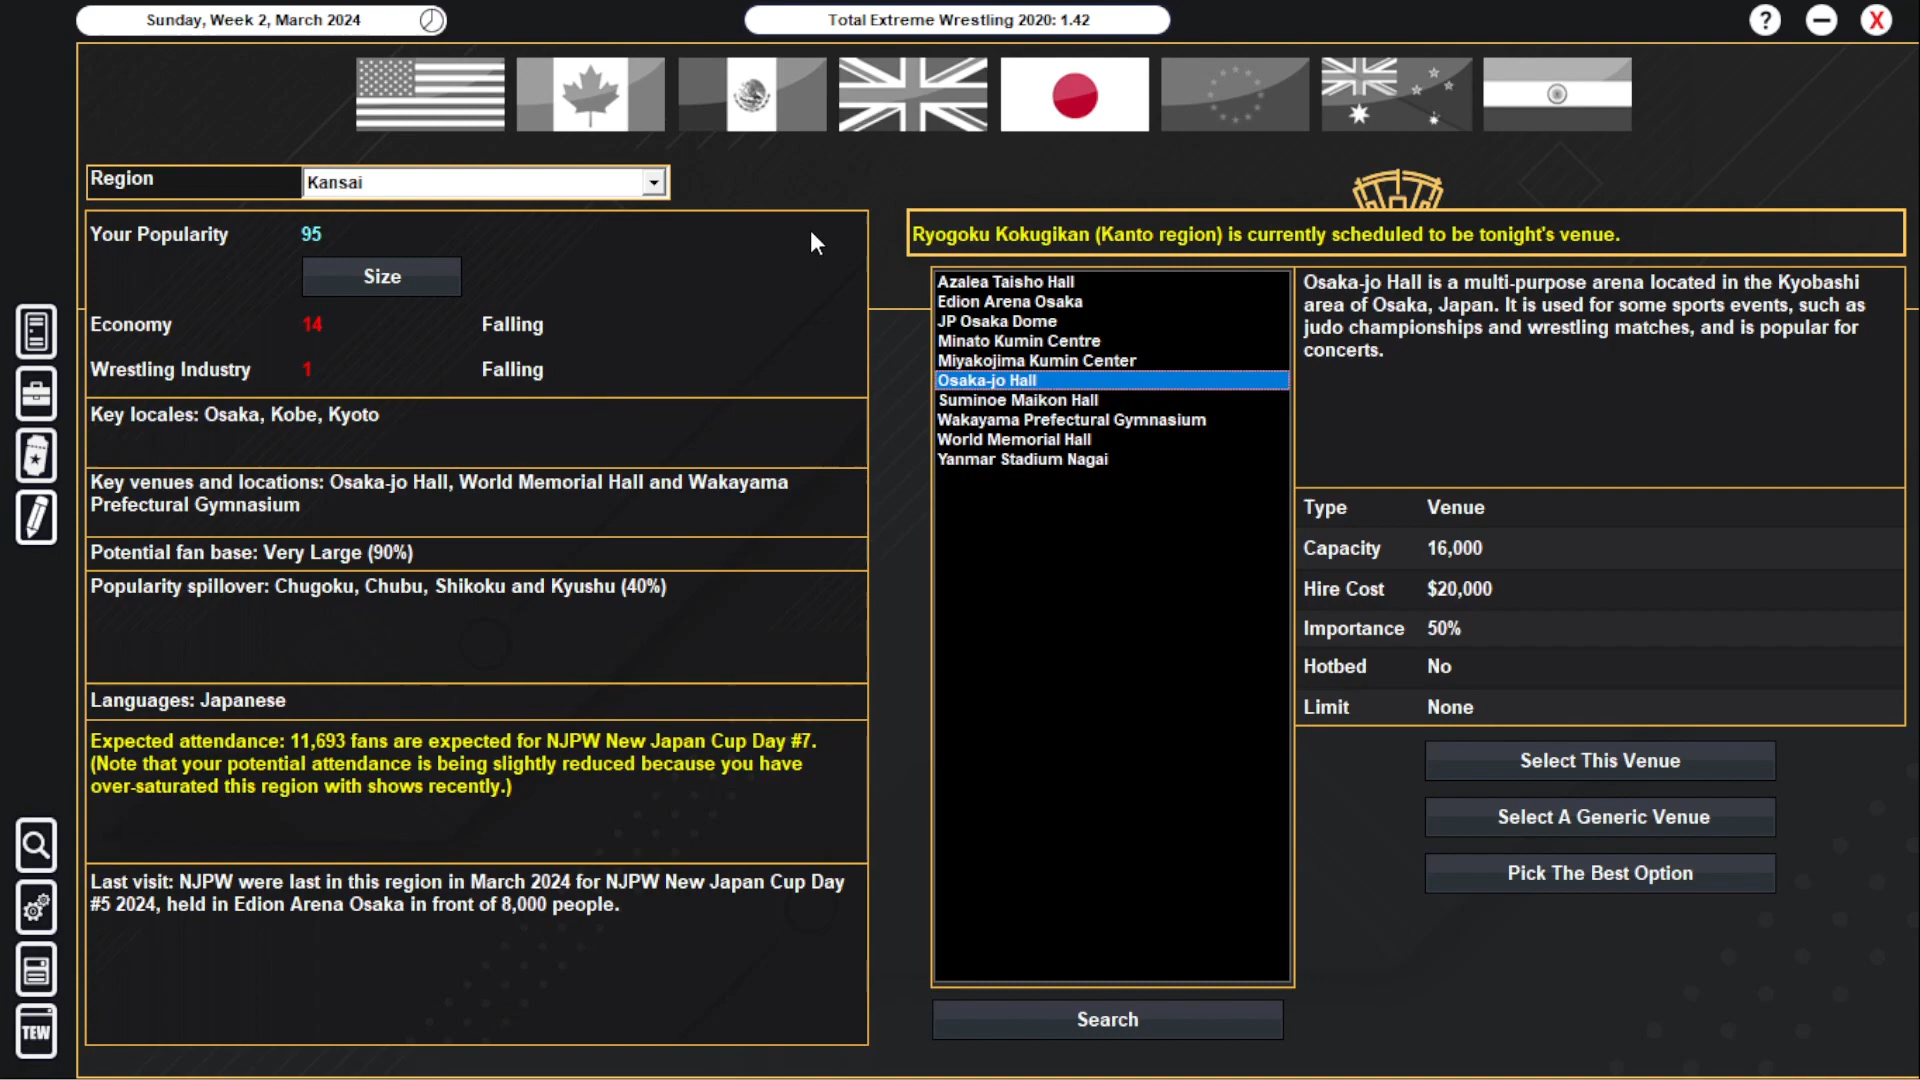 Sunday, Week 2, March 2024
Total Extreme Wrestling 2020: 1.42
?
X
Region
Kansai
Your Popularity 95
Size
Economy 14 Falling
Wrestling Industry 1 Falling
Key locales: Osaka, Kobe, Kyoto
Key venues and locations: Osaka-jo Hall, World Memorial Hall and Wakayama
Prefectural Gymnasium
Potential fan base: Very Large (90%)
Popularity spillover: Chugoku, Chubu, Shikoku and Kyushu (40%)
Languages: Japanese
Expected attendance: 11,693 fans are expected for NJPW New Japan Cup Day #7.
(Note that your potential attendance is being slightly reduced because you have
over-saturated this region with shows recently.)
Last visit: NJPW were last in this region in March 2024 for NJPW New Japan Cup Day
#5 2024, held in Edion Arena Osaka in front of 8,000 people.
Ryogoku Kokugikan (Kanto region) is currently scheduled to be tonight's venue.
Azalea Taisho Hall
Edion Arena Osaka
JP Osaka Dome
Minato Kumin Centre
Miyakojima Kumin Center
Osaka-jo Hall
Suminoe Maikon Hall
Wakayama Prefectural Gymnasium
World Memorial Hall
Yanmar Stadium Nagai
Search
Osaka-jo Hall is a multi-purpose arena located in the Kyobashi
area of Osaka, Japan. It is used for some sports events, such as
judo championships and wrestling matches, and is popular for
concerts.
Type Venue
Capacity 16,000
Hire Cost $20,000
Importance 50%
Hotbed No
Limit None
Select This Venue
Select A Generic Venue
Pick The Best Option
TEW